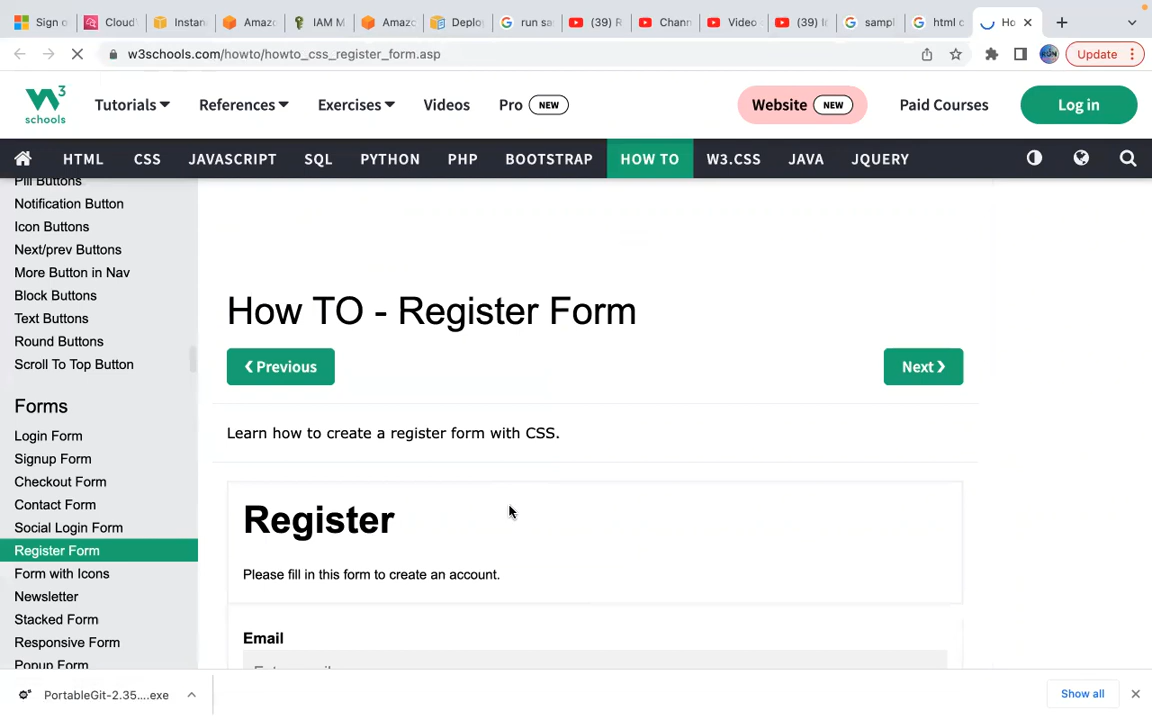 Sign o
Cloud
Instan
Amazo
IAM M
Amazo
Deploy
run sa
(39) R
Chann
Video
(39) I
sampl
html c
Ho
w3schools.com/howto/howto_css_register_form.asp
Update
W3 schools
Tutorials
References
Exercises
Videos
Pro NEW
Website NEW
Paid Courses
Log in
HTML
CSS
JAVASCRIPT
SQL
PYTHON
PHP
BOOTSTRAP
HOW TO
W3.CSS
JAVA
JQUERY
Pill Buttons
Notification Button
Icon Buttons
Next/prev Buttons
More Button in Nav
Block Buttons
Text Buttons
Round Buttons
Scroll To Top Button
Forms
Login Form
Signup Form
Checkout Form
Contact Form
Social Login Form
Register Form
Form with Icons
Newsletter
Stacked Form
Responsive Form
Popup Form
How TO - Register Form
❮ Previous
Next ❯
Learn how to create a register form with CSS.
Register
Please fill in this form to create an account.
Email
PortableGit-2.35....exe
Show all